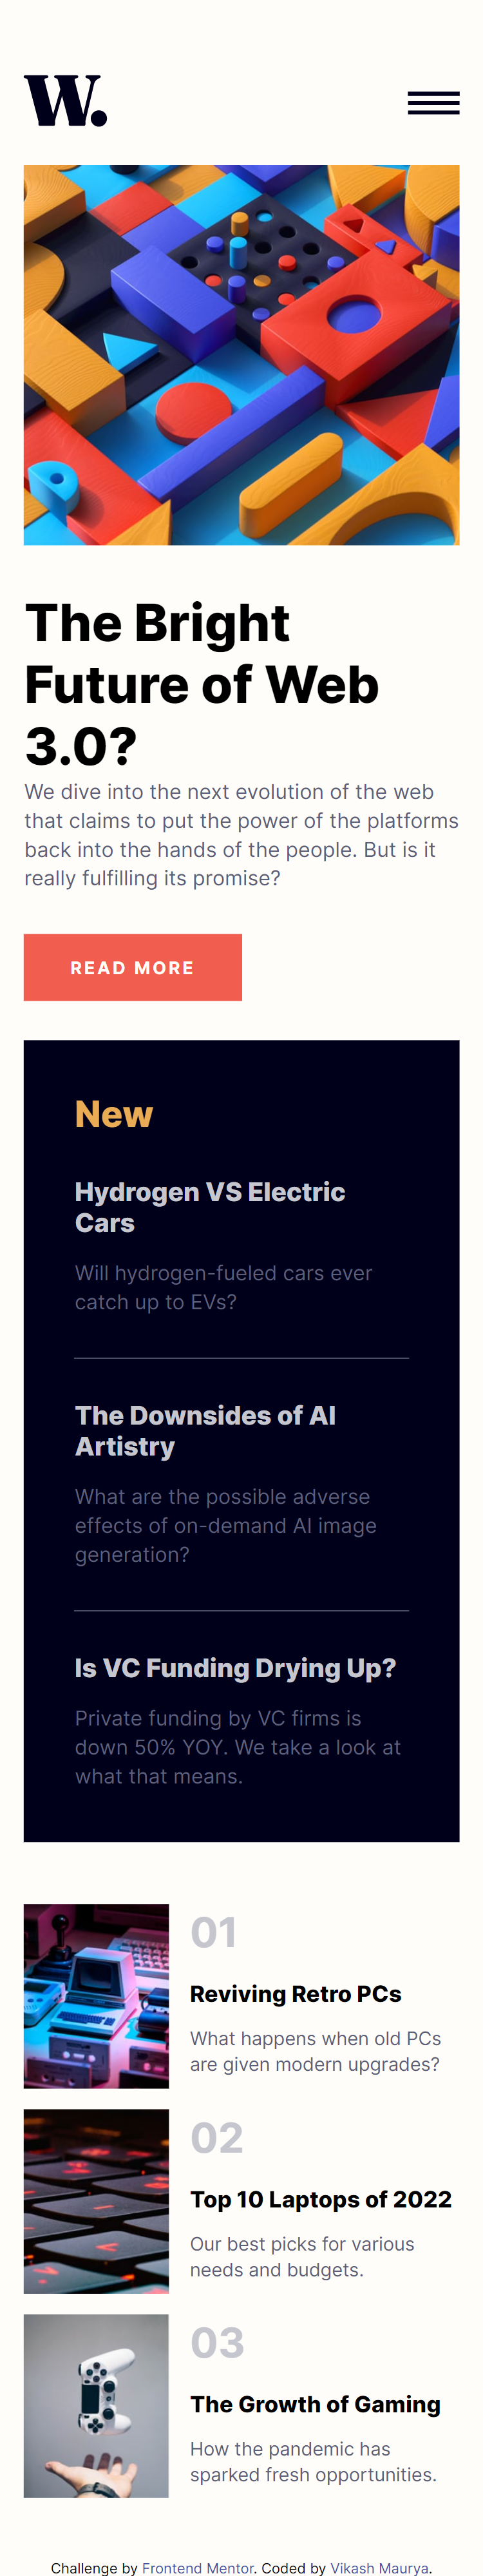 W.
The Bright
Future of Web
3.0?
We dive into the next evolution of the web
that claims to put the power of the platforms
back into the hands of the people. But is it
really fulfilling its promise?
READ MORE
New
Hydrogen VS Electric
Cars
Will hydrogen-fueled cars ever
catch up to EVs?
The Downsides of AI
Artistry
What are the possible adverse
effects of on-demand AI image
generation?
Is VC Funding Drying Up?
Private funding by VC firms is
down 50% YOY. We take a look at
what that means.
01
Reviving Retro PCs
What happens when old PCs
are given modern upgrades?
02
Top 10 Laptops of 2022
Our best picks for various
needs and budgets.
03
The Growth of Gaming
How the pandemic has
sparked fresh opportunities.
Challenge by Frontend Mentor. Coded by Vikash Maurya.